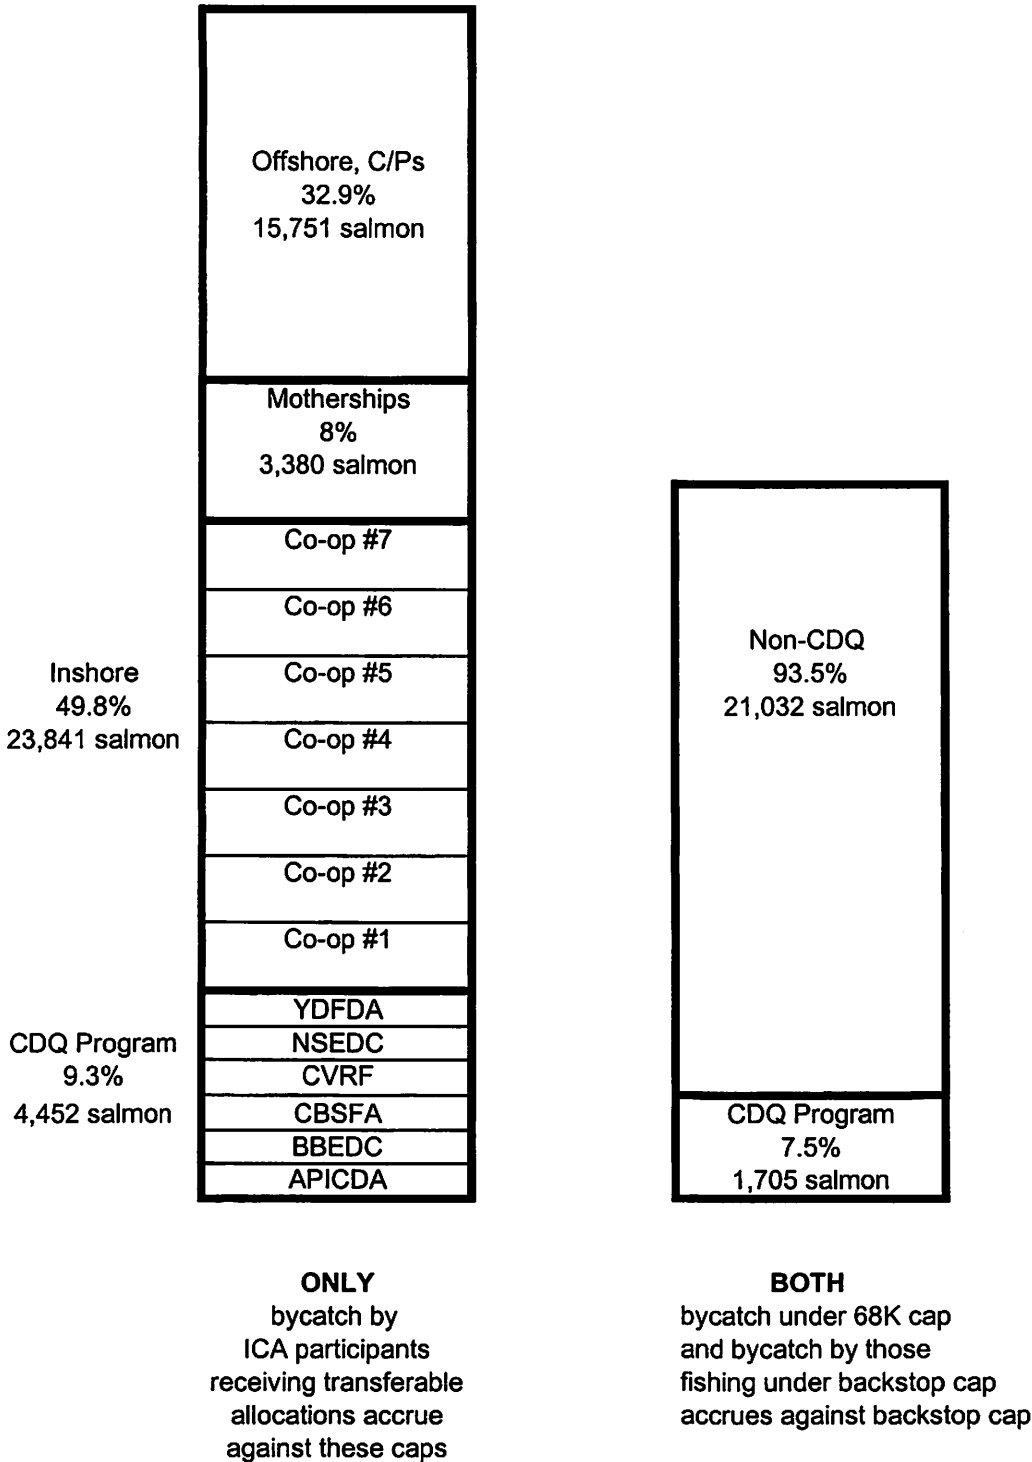 Offshore, C/Ps
32.9%
15,751 salmon
Motherships
8%
3,380 salmon
Co-op #7
Co-op #6
Co-op #5
Co-op #4
Co-op #3
Co-op #2
Co-op #1
Inshore
49.8%
23,841 salmon
YDFDA
NSEDC
CVRF
CBSFA
BBEDC
APICDA
CDQ Program
9.3%
4,452 salmon
Non-CDQ
93.5%
21,032 salmon
CDQ Program
7.5%
1,705 salmon
ONLY
bycatch by
ICA participants
receiving transferable
allocations accrue
against these caps
BOTH
bycatch under 68K cap
and bycatch by those
fishing under backstop cap
accrues against backstop cap